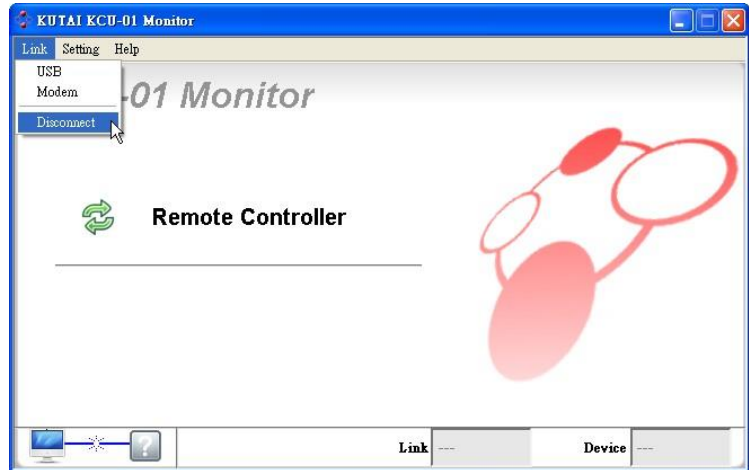 KUTAI KCU-01 Monitor
Link Setting Help
USB
Modem
Disconnect
-01 Monitor
Remote Controller
?
Link --- Device ---